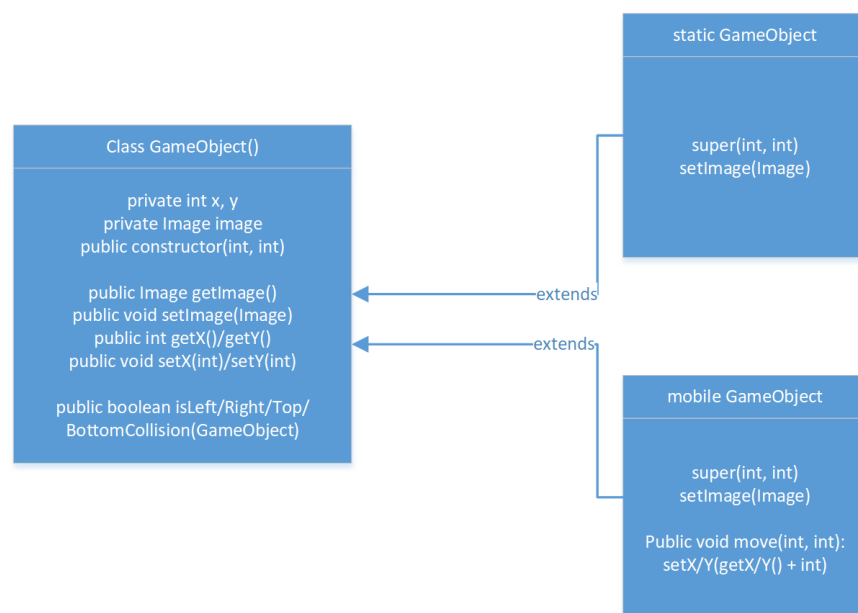 Class GameObject()
private int x, y
private Image image
public constructor(int, int)
public Image getImage()
public void setImage(Image)
public int getX()/getY()
public void setX(int)/setY(int)
public boolean isLeft/Right/Top/
BottomCollision(GameObject)
extends
extends
static GameObject
super(int, int)
setImage(Image)
mobile GameObject
super(int, int)
setImage(Image)
Public void move(int, int):
setX/Y(getX/Y() + int)